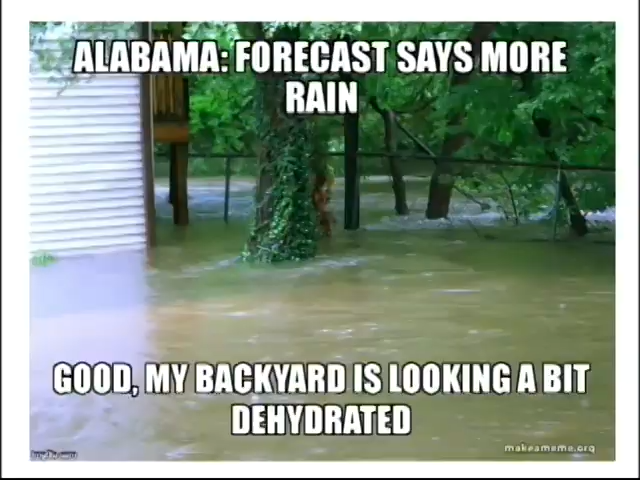 ALABAMA: FORECAST SAYS MORE
RAIN
GOOD, MY BACKYARD IS LOOKING A BIT
DEHYDRATED
makeameme.org